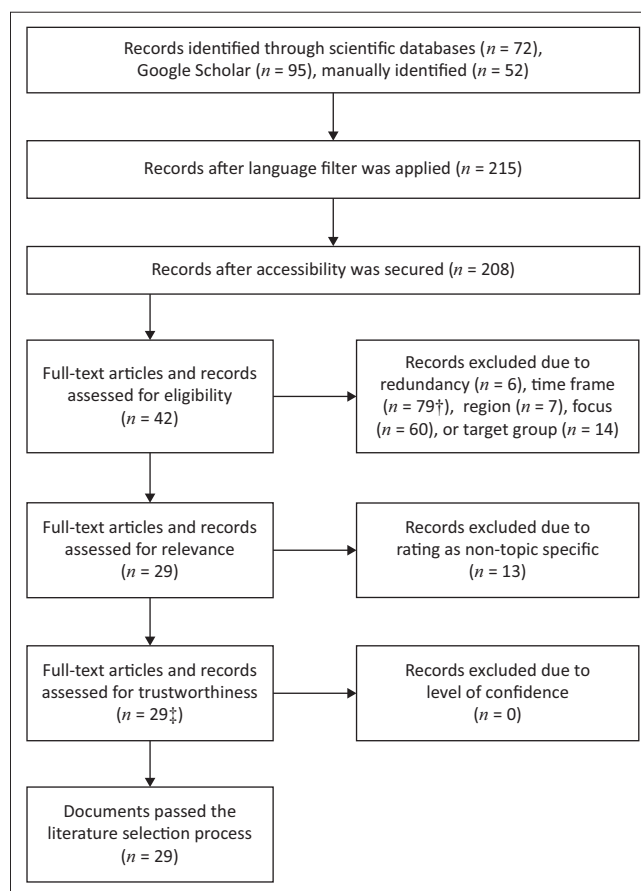 Records identified through scientific databases (n = 72),
Google Scholar (n = 95), manually identified (n = 52)
Records after language filter was applied (n = 215)
Records after accessibility was secured (n = 208)
Full-text articles and records
assessed for eligibility
(n = 42)
Records excluded due to
redundancy (n = 6), time frame
(n = 79†), region (n = 7), focus
(n = 60), or target group (n = 14)
Full-text articles and records
assessed for relevance
(n = 29)
Records excluded due to
rating as non-topic specific
(n = 13)
Full-text articles and records
assessed for trustworthiness
(n = 29‡)
Records excluded due to
level of confidence
(n = 0)
Documents passed the
literature selection process
(n = 29)